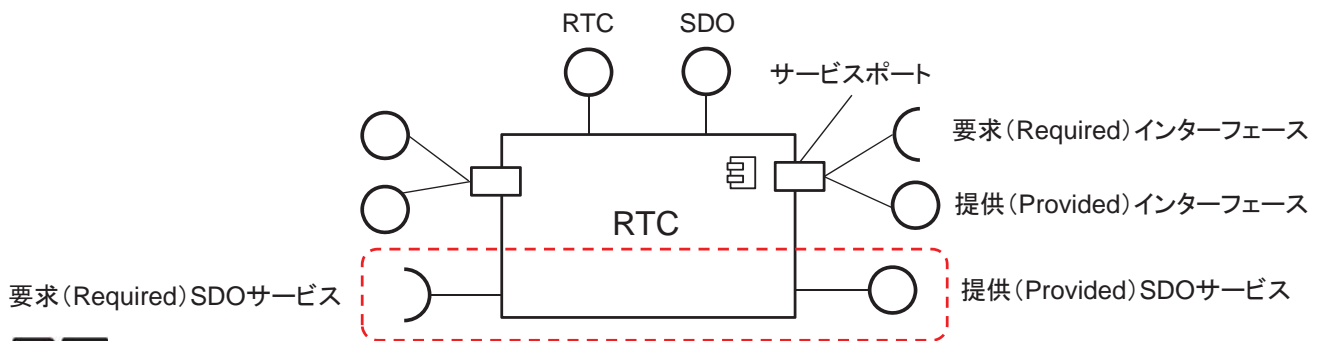 RTC SDO
サービスポート
要求(Required)インターフェース
提供(Provided)インターフェース
RTC
要求(Required)SDOサービス
提供(Provided)SDOサービス